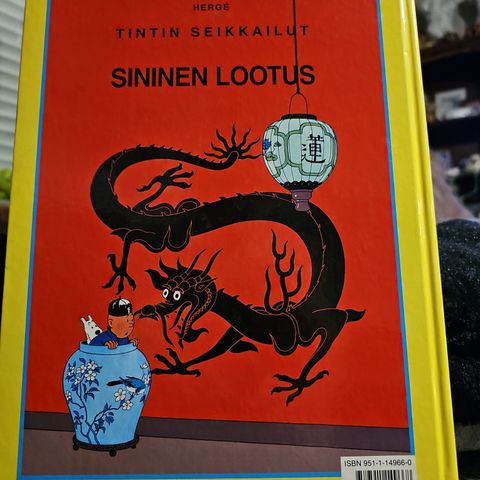 HERGÉ
TINTIN SEIKKAILUT
SININEN LOOTUS
蓮
ISBN 951-1-14966-0